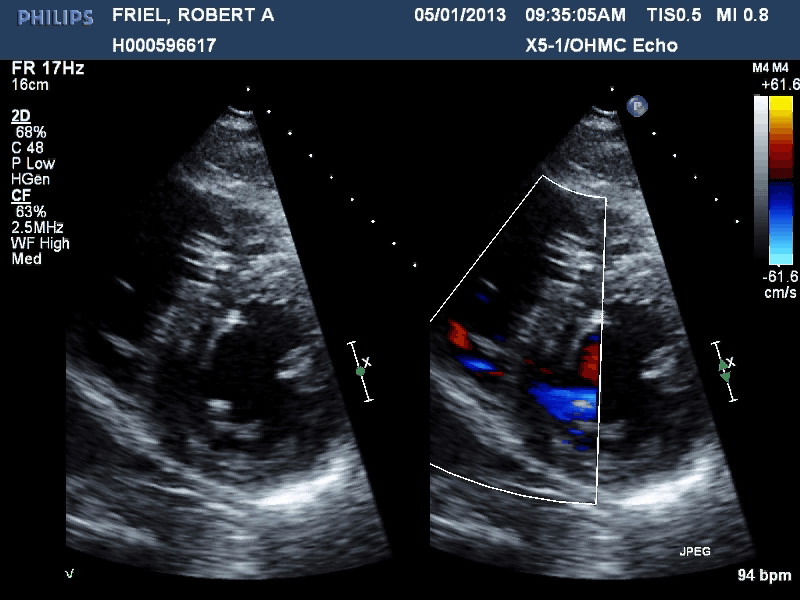 PHILIPS FRIEL, ROBERT A 05/01/2013 09:35:05AM TIS0.5 MI 0.8
H000596617 X5-1/OHMC Echo
FR 17Hz
16cm
2D
68%
C 48
P Low
HGen
CF
63%
2.5MHz
WF High
Med
P
M4 M4
+61.6
-61.6
cm/s
X
X
V
JPEG
94 bpm